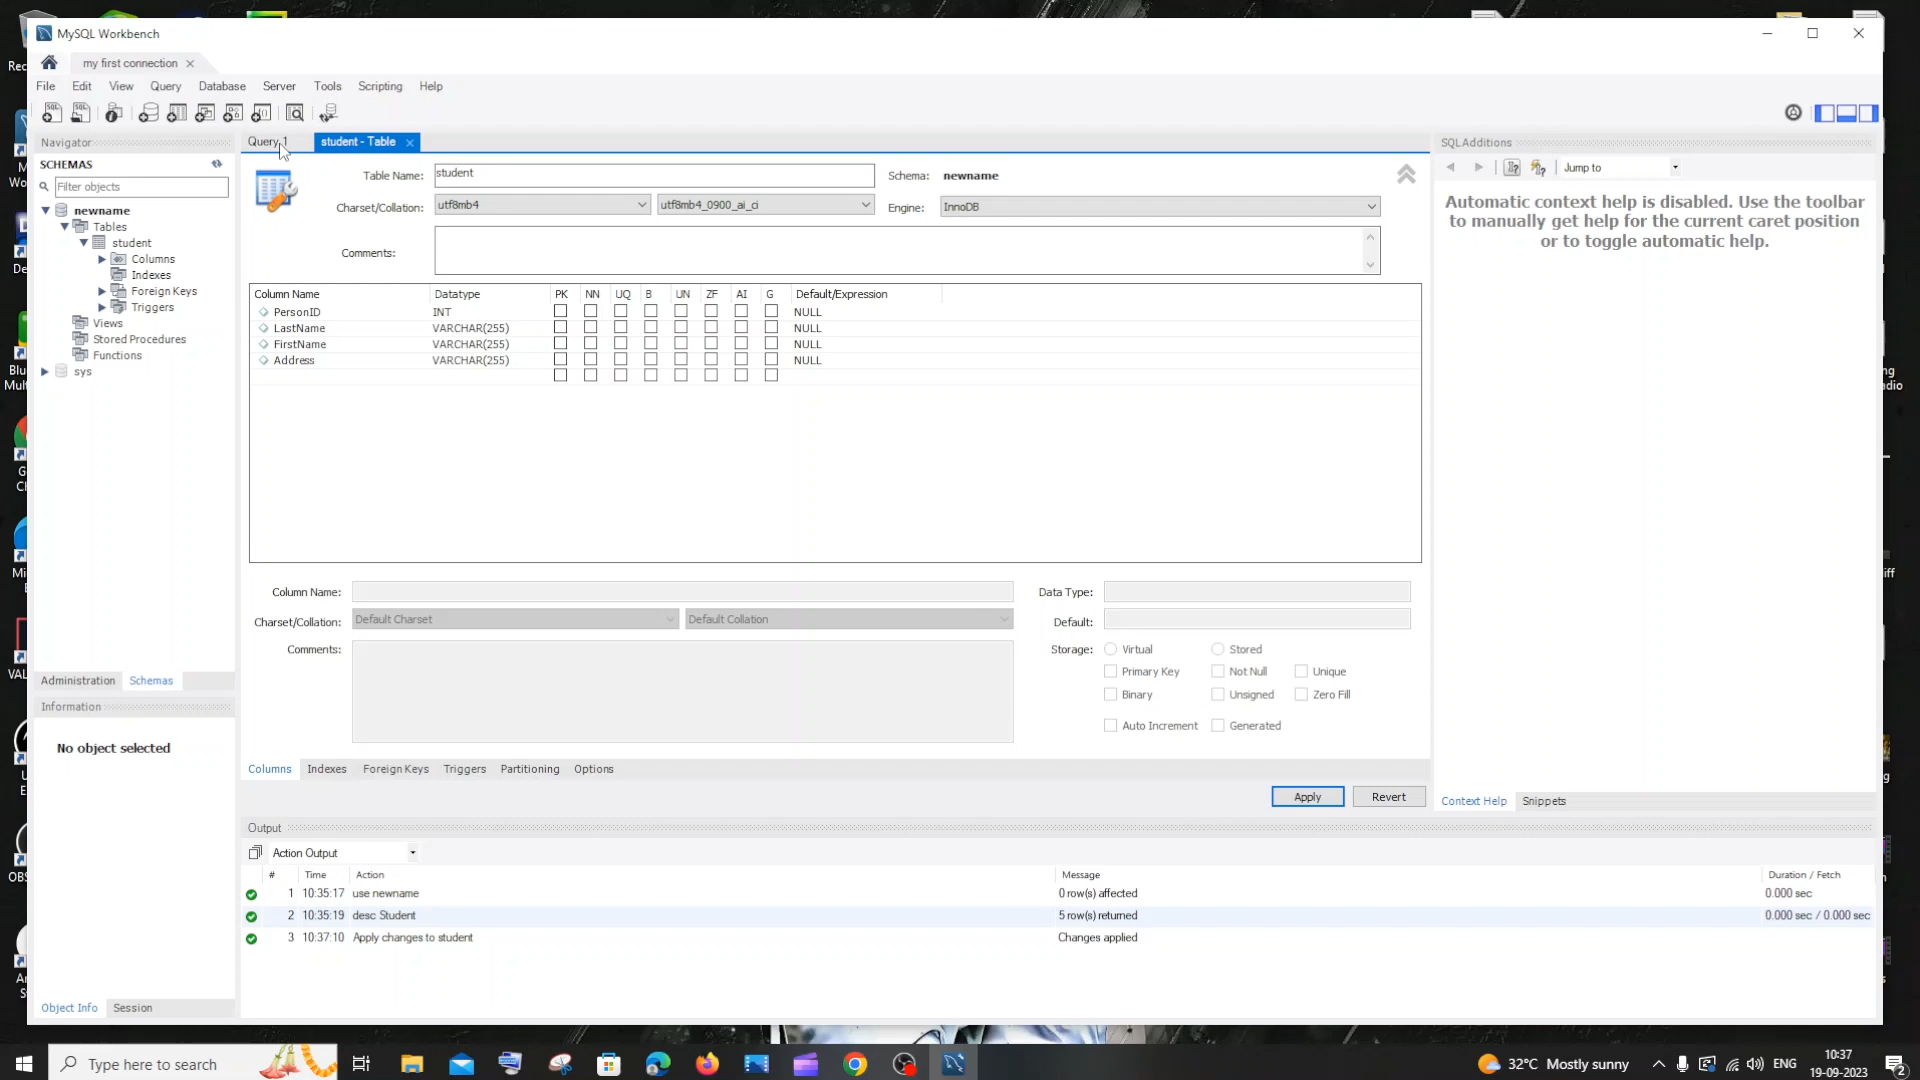 MySQL Workbench
my first connection
File Edit View Query Database Server Tools Scripting Help
Navigator
SCHEMAS
Filter objects
newname
Tables
student
Columns
Indexes
Foreign Keys
Triggers
Views
Stored Procedures
Functions
sys
Administration Schemas
Information
No object selected
Object Info Session
Query 1 student - Table
Table Name: student Schema: newname
Charset/Collation: utf8mb4 utf8mb4_0900_ai_ci Engine: InnoDB
Comments:
Column Name Datatype PK NN UQ B UN ZF AI G Default/Expression
PersonID INT NULL
LastName VARCHAR(255) NULL
FirstName VARCHAR(255) NULL
Address VARCHAR(255) NULL
Column Name: Data Type:
Charset/Collation: Default Charset Default Collation Default:
Comments: Storage: Virtual Stored
Primary Key Not Null Unique
Binary Unsigned Zero Fill
Auto Increment Generated
Columns Indexes Foreign Keys Triggers Partitioning Options
Apply Revert
SQLAdditions
Jump to
Automatic context help is disabled. Use the toolbar
to manually get help for the current caret position
or to toggle automatic help.
Context Help Snippets
Output
Action Output
# Time Action Message Duration / Fetch
1 10:35:17 use newname 0 row(s) affected 0.000 sec
2 10:35:19 desc Student 5 row(s) returned 0.000 sec / 0.000 sec
3 10:37:10 Apply changes to student Changes applied
Type here to search
32°C Mostly sunny ENG
10:37
19-09-2023
2